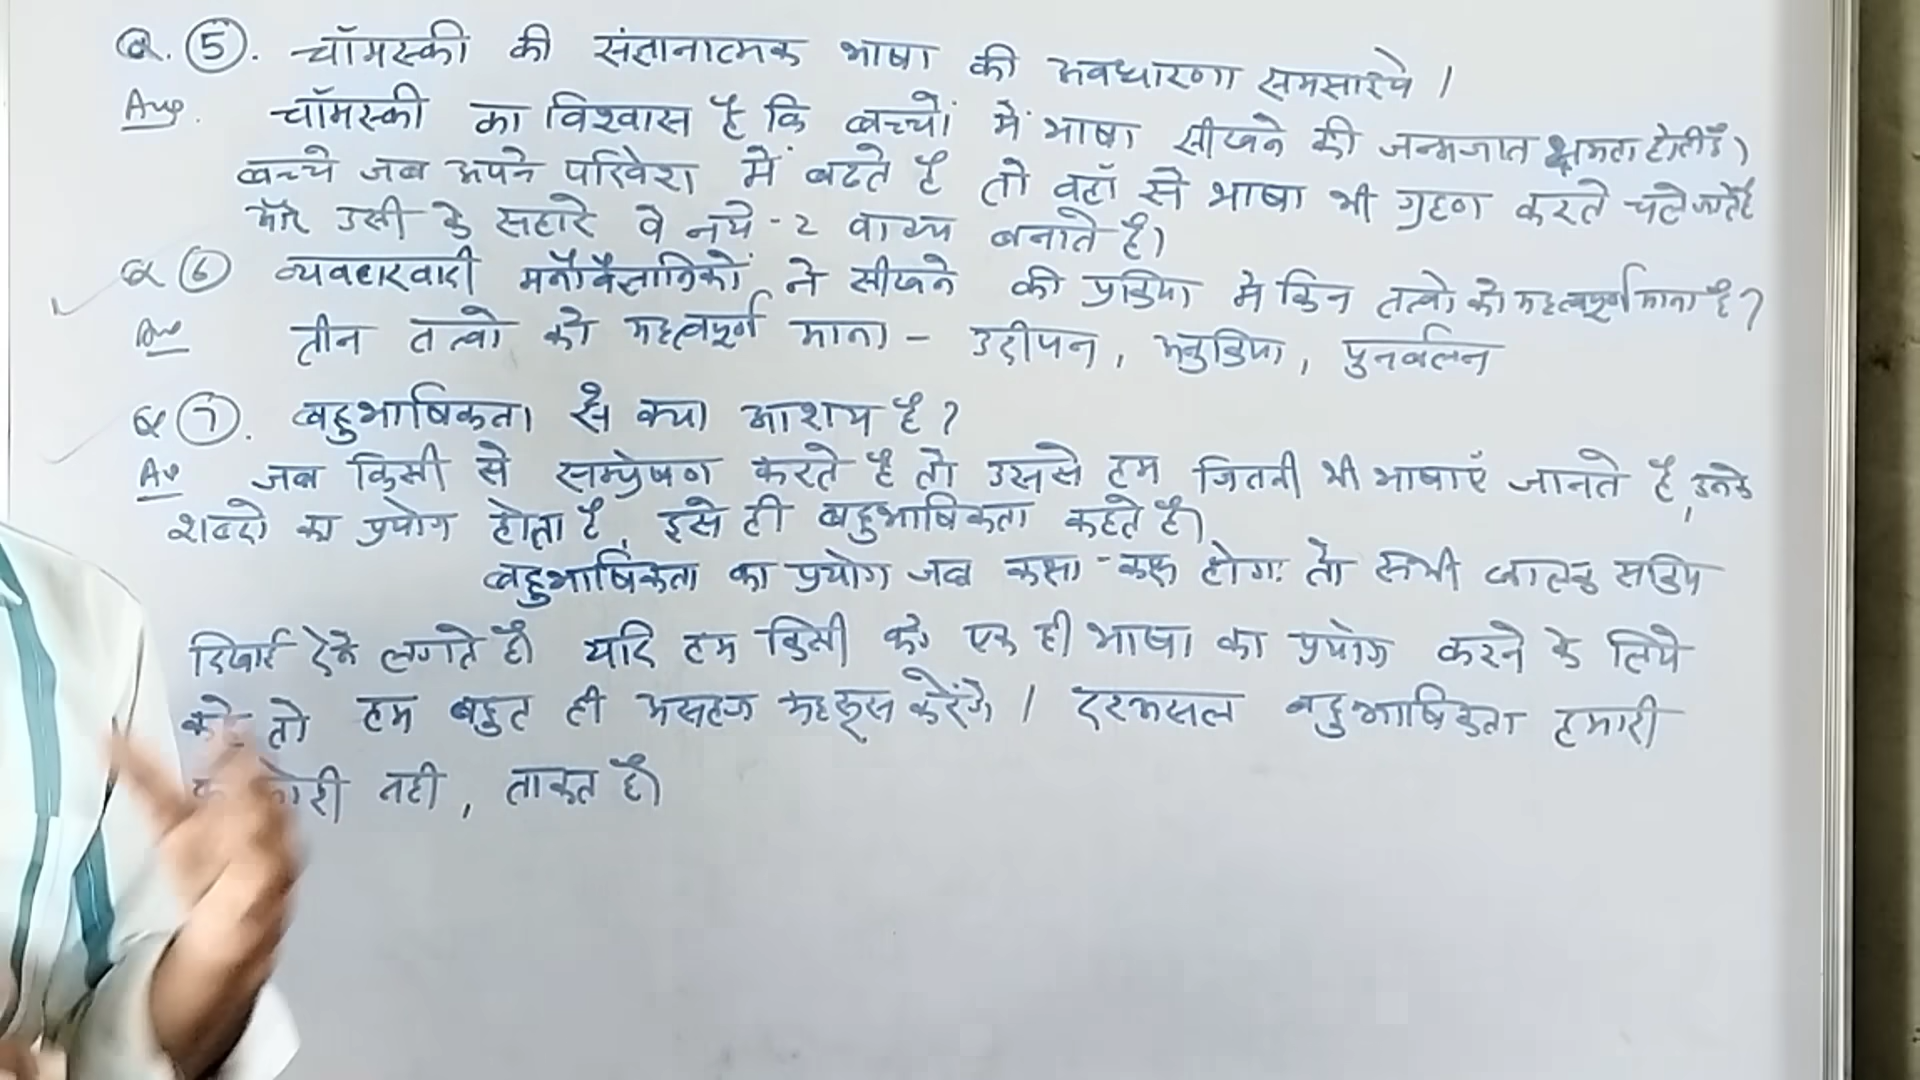 Q. (5). चॉमस्की की संज्ञानात्मक भाषा की अवधारणा समझाइये।
Ans. चॉमस्की का विश्वास है कि बच्चों में भाषा सीखने की जन्मजात क्षमता होती है।
बच्चे जब अपने परिवेश में बढते है तो वहाँ से भाषा भी ग्रहण करते चले जाते है
और उसी के सहारे वे नये-2 वाक्य बनाते है।
Q (6) व्यवहारवादी मनोवैज्ञानिकों ने सीखने की प्रक्रिया मे किन तत्वो को महत्वपूर्ण माना है?
Ans तीन तत्वो को महत्वपूर्ण माना - उद्दीपन, अनुक्रिया, पुनर्वलन
Q (7). बहुभाषिकता से क्या आशय है?
Ans जब किसी से सम्प्रेषण करते है तो उससे हम जितनी भी भाषाएँ जानते है, उनके
शब्दो का प्रयोग होता है, इसे ही बहुभाषिकता कहते है।
बहुभाषिकता का प्रयोग जब कक्षा-कक्ष होगा तो सभी बालक सक्रिय
दिखाई देने लगते है। यदि हम किसी को एक ही भाषा का प्रयोग करने के लिये
कहे तो हम बहुत ही असहज महसूस करेंगे। दरअसल बहुभाषिकता हमारी
नही, ताकत है।